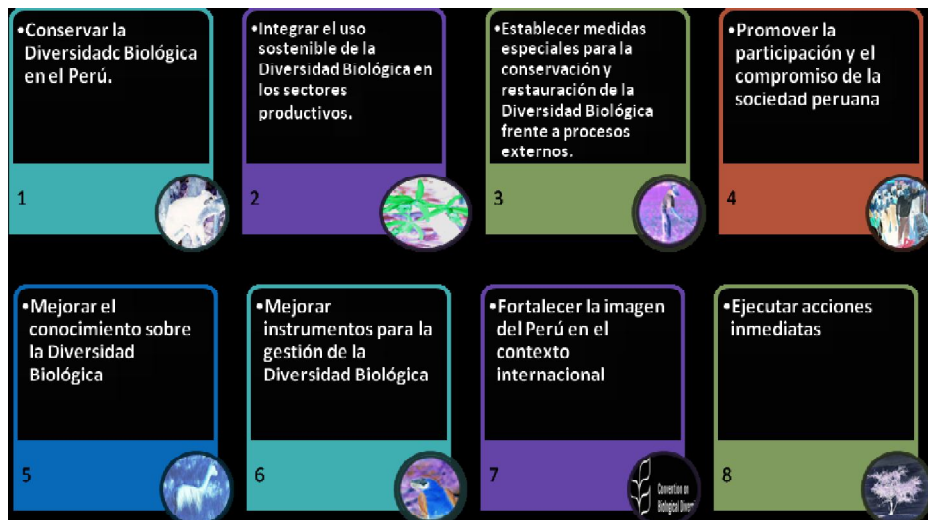 •Conservar la
Diversidadc Biológica
en el Perú.
1
•Integrar el uso
sostenible de la
Diversidad Biológica en
los sectores
productivos.
2
•Establecer medidas
especiales para la
conservación y
restauración de la
Diversidad Biológica
frente a procesos
externos.
3
•Promover la
participación y el
compromiso de la
sociedad peruana
4
•Mejorar el
conocimiento sobre
la Diversidad
Biológica
5
•Mejorar
instrumentos para la
gestión de la
Diversidad Biológica
6
•Fortalecer la imagen
del Perú en el
contexto
internacional
7
Convention on
Biological
•Ejecutar acciones
inmediatas
8